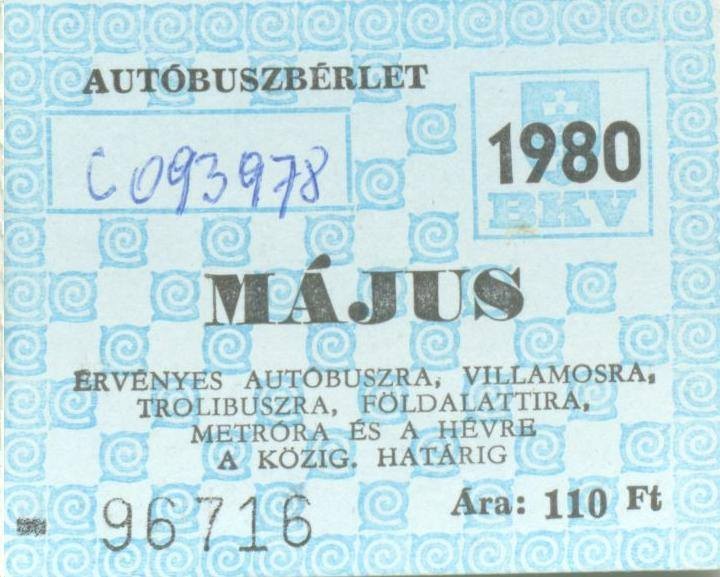 AUTÓBUSZBÉRLET
C093978
1980
BKV
MÁJUS
ÉRVÉNYES AUTÓBUSZRA, VILLAMOSRA,
TROLIBUSZRA, FÖLDALATTIRA,
METRÓRA ÉS A HÉVRE
A KÖZIG. HATÁRIG
96716
Ára: 110 Ft